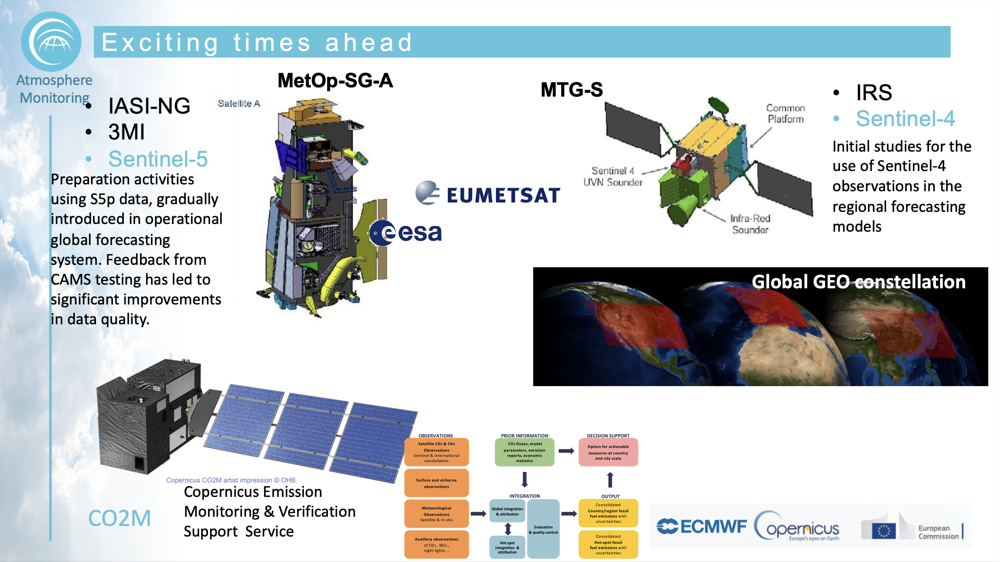 Exciting times ahead
Atmosphere
Monitoring
• IASI-NG
• 3MI
• Sentinel-5
Preparation activities
using S5p data, gradually
introduced in operational
global forecasting
system. Feedback from
CAMS testing has led to
significant improvements
in data quality.
MetOp-SG-A
Satellite A
EUMETSAT
esa
MTG-S
Common
Platform
Sentinel 4
UVN Sounder
Infra-Red
Sounder
• IRS
• Sentinel-4
Initial studies for the
use of Sentinel-4
observations in the
regional forecasting
models
Global GEO constellation
Copernicus CO2M artist impression © OHB
CO2M
Copernicus Emission
Monitoring & Verification
Support Service
OBSERVATIONS
Satellite CO2 & CH4
Observations
Sentinel & international
constellation
Surface and airborne
observations
Meteorological
Observations
Satellite & in-situ
Auxiliary observations
of CO2 , NO2 ,
night lights, ...
PRIOR INFORMATION
CO2 fluxes, model
parameters, emission
reports, economic
statistics
INTEGRATION
Global integration
& attribution
Hot spot
Integration &
attribution
Evaluation
& quality control
DECISION SUPPORT
Option for actionable
measures at country
and city scale
OUTPUT
Consolidated
Country/region fossil
fuel emissions with
uncertainties
Consolidated
Hot-spot fossil
fuel emissions with
uncertainties
ECMWF
Copernicus
Europe's eyes on Earth
European
Commission